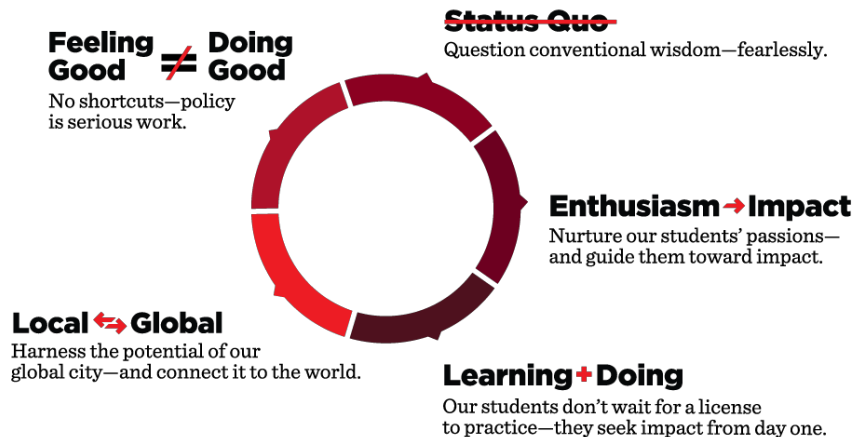 Status Quo
Question conventional wisdom—fearlessly.
Enthusiasm→Impact
Nurture our students’ passions—
and guide them toward impact.
Learning+Doing
Our students don’t wait for a license
to practice—they seek impact from day one.
Local⇆Global
Harness the potential of our
global city—and connect it to the world.
Feeling ≠ Doing
Good Good
No shortcuts—policy
is serious work.